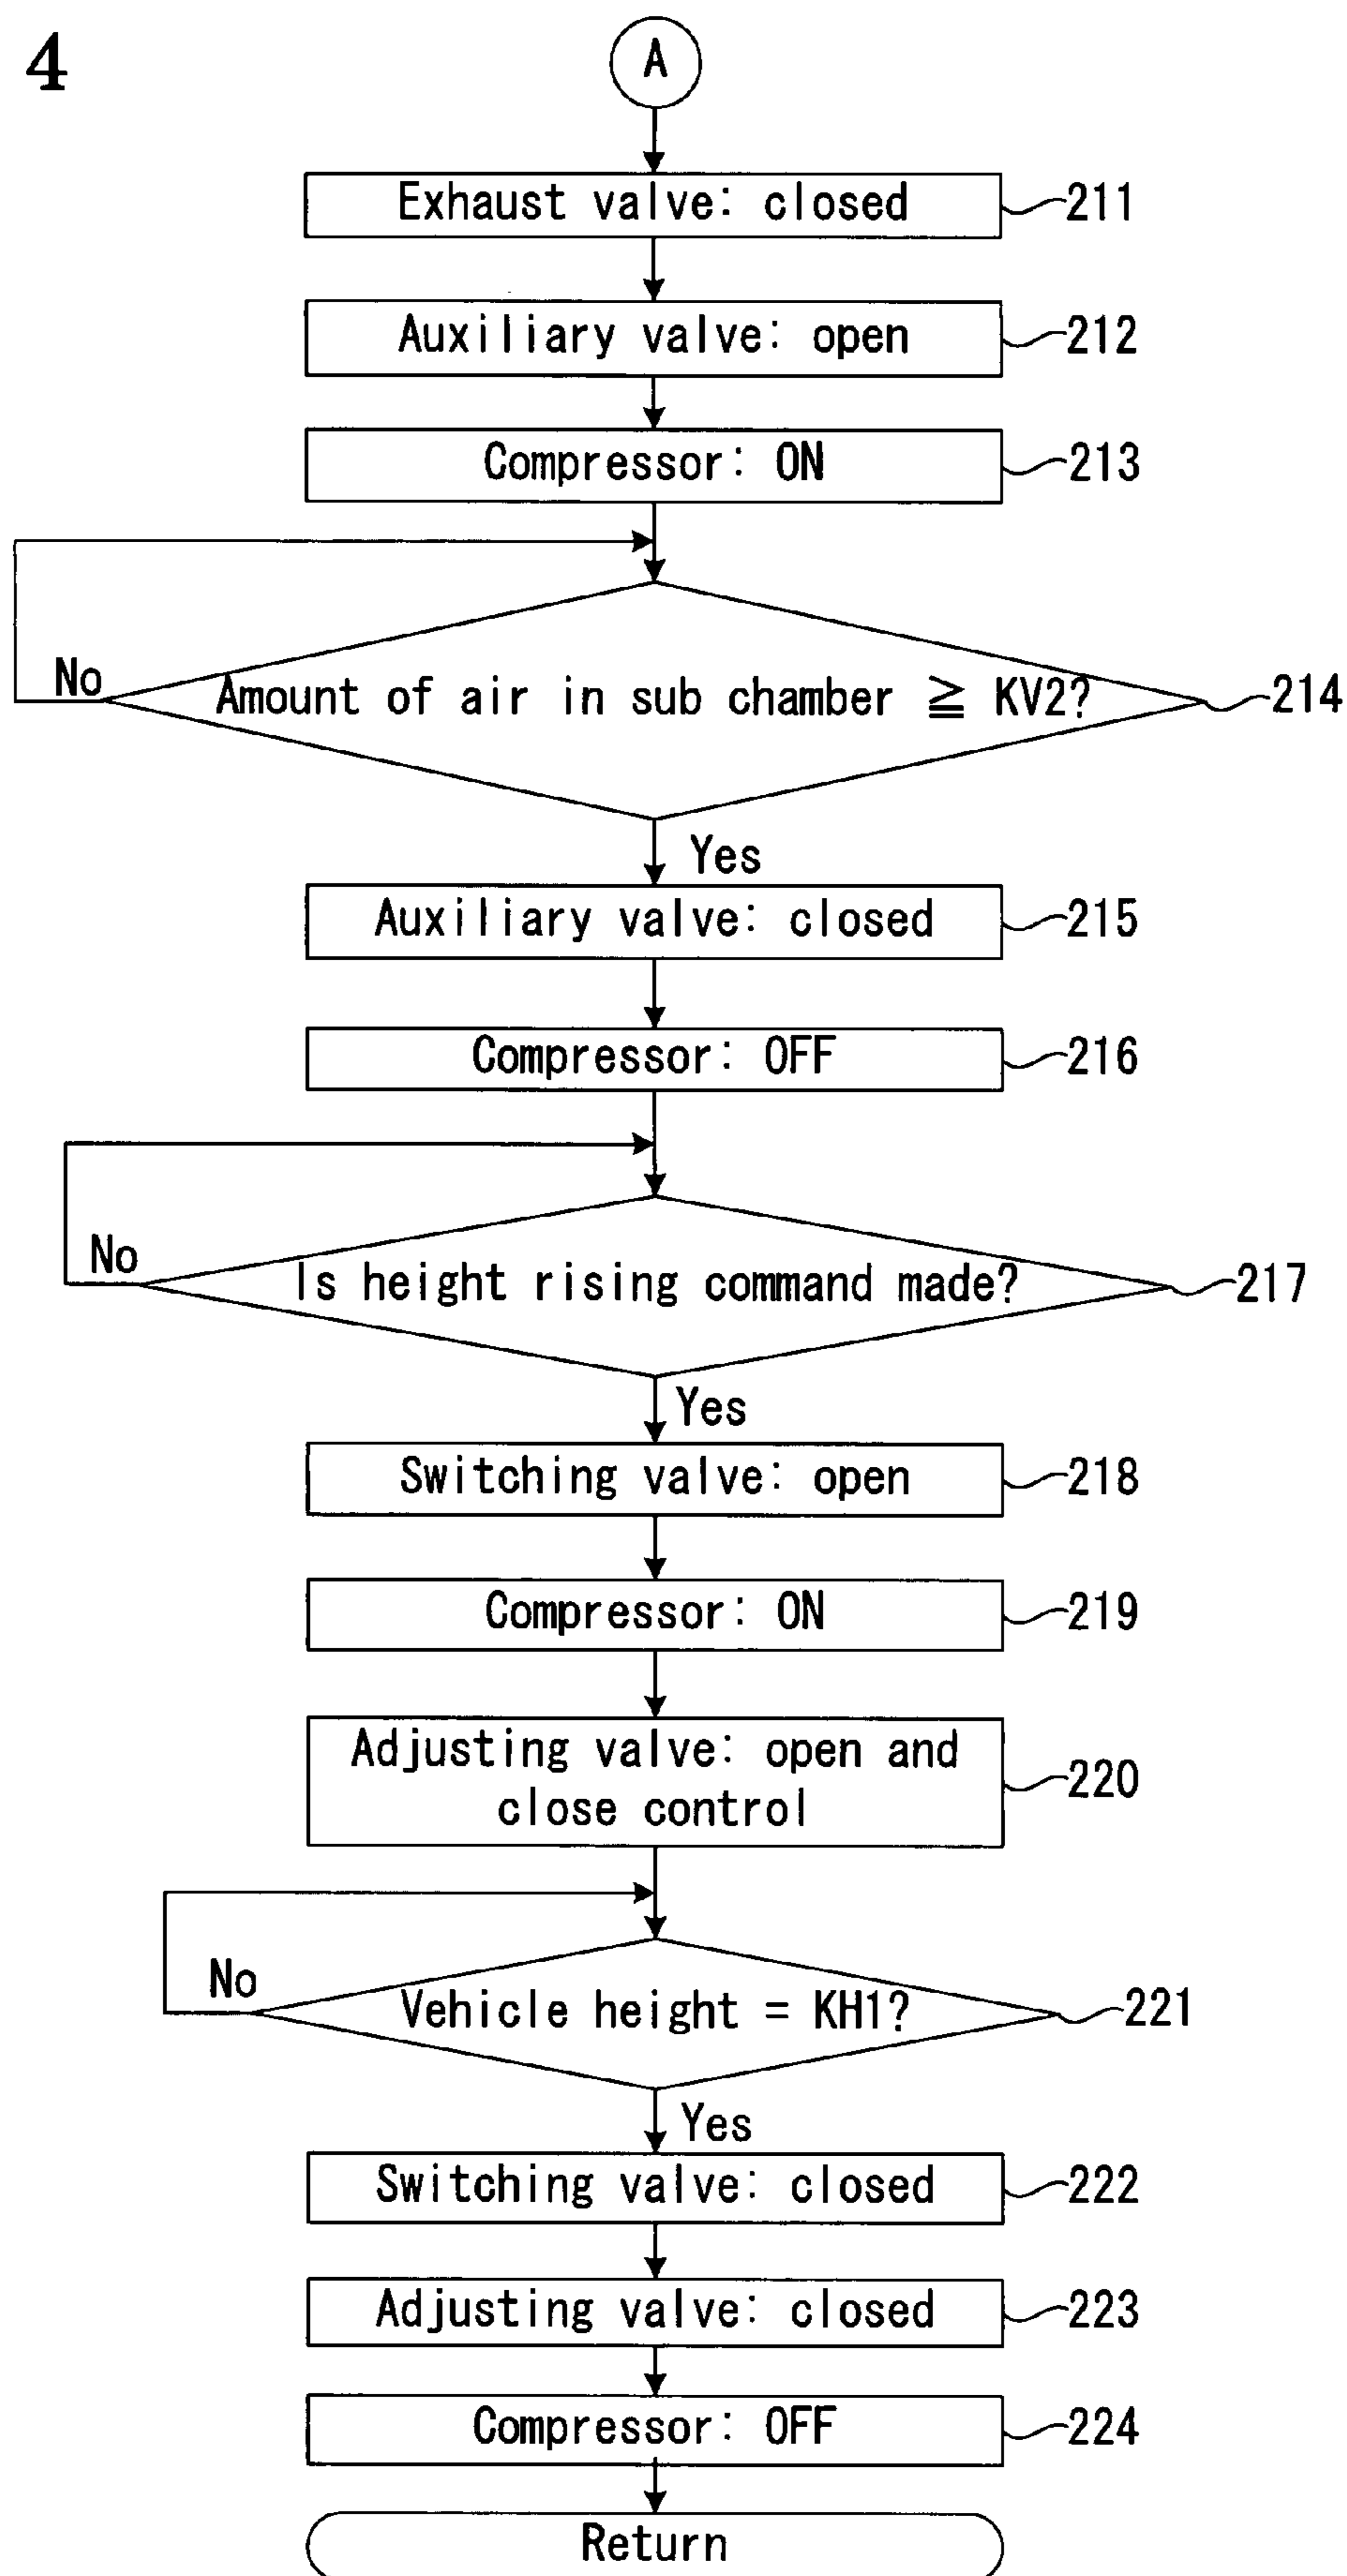 4
A
Exhaust valve: closed
211
Auxiliary valve: open
212
Compressor: ON
213
No
Amount of air in sub chamber ≧ KV2?
214
Yes
Auxiliary valve: closed
215
Compressor: OFF
216
No
Is height rising command made?
217
Yes
Switching valve: open
218
Compressor: ON
219
Adjusting valve: open and
close control
220
No
Vehicle height = KH1?
221
Yes
Switching valve: closed
222
Adjusting valve: closed
223
Compressor: OFF
224
Return